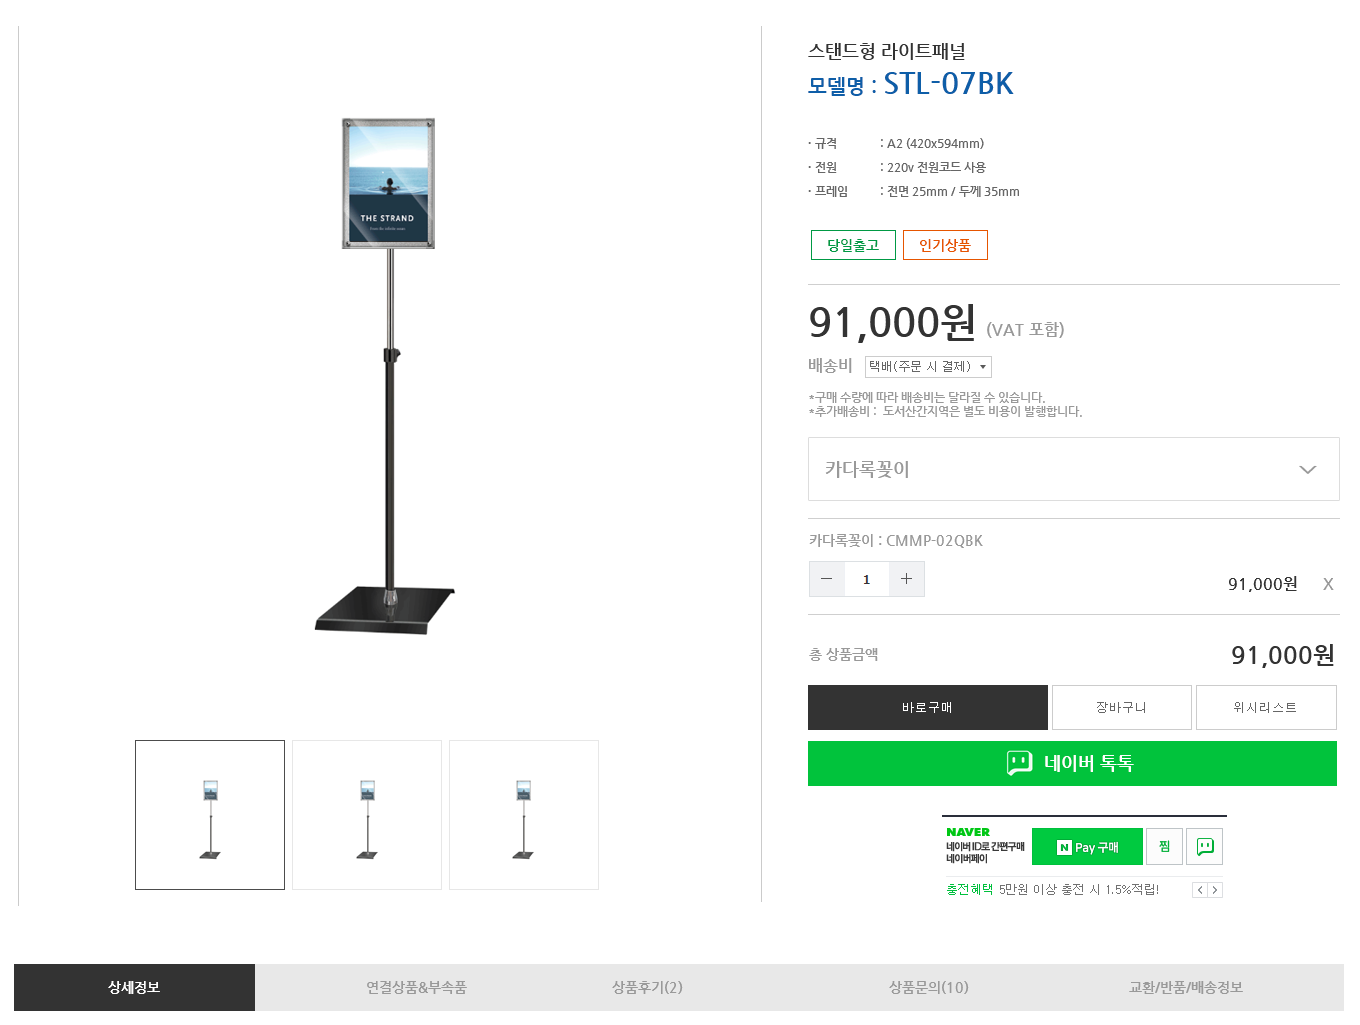 스탠드형 라이트패널
모델명 : STL-07BK
· 규격 : A2 (420x594mm)
· 전원 : 220v 전원코드 사용
· 프레임 : 전면 25mm / 두께 35mm
당일출고 인기상품
91,000원 (VAT 포함)
배송비 택배(주문 시 결제)
*구매 수량에 따라 배송비는 달라질 수 있습니다.
*추가배송비 : 도서산간지역은 별도 비용이 발행합니다.
카다록꽂이
카다록꽂이 : CMMP-02QBK
1
91,000원 X
총 상품금액 91,000원
바로구매 장바구니 위시리스트
네이버 톡톡
NAVER
네이버 ID로 간편구매
네이버페이
N Pay 구매 찜
충전혜택 5만원 이상 충전 시 1.5%적립!
THE STRAND
상세정보 연결상품&부속품 상품후기(2) 상품문의(10) 교환/반품/배송정보